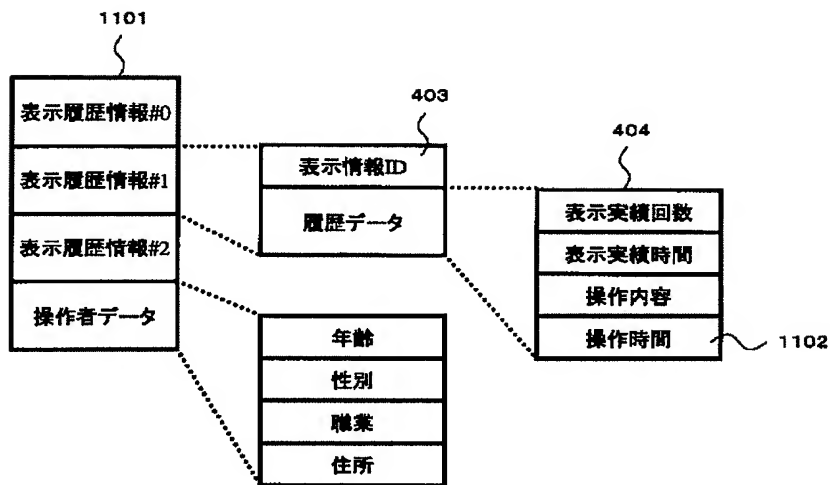 1101
表示履歴情報#0
表示履歴情報#1
表示履歴情報#2
操作者データ
403
表示情報ID
履歴データ
404
表示実績回数
表示実績時間
操作内容
操作時間
1102
年齢
性別
職業
住所